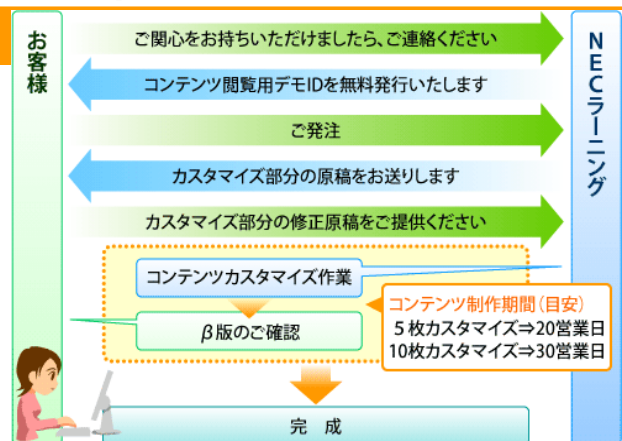 お客様
NECラーニング
ご関心をお持ちいただけましたら、ご連絡ください
コンテンツ閲覧用デモIDを無料発行いたします
ご発注
カスタマイズ部分の原稿をお送りします
カスタマイズ部分の修正原稿をご提供ください
コンテンツカスタマイズ作業
コンテンツ制作期間(目安)
5枚カスタマイズ⇒20営業日
10枚カスタマイズ⇒30営業日
β版のご確認
完 成